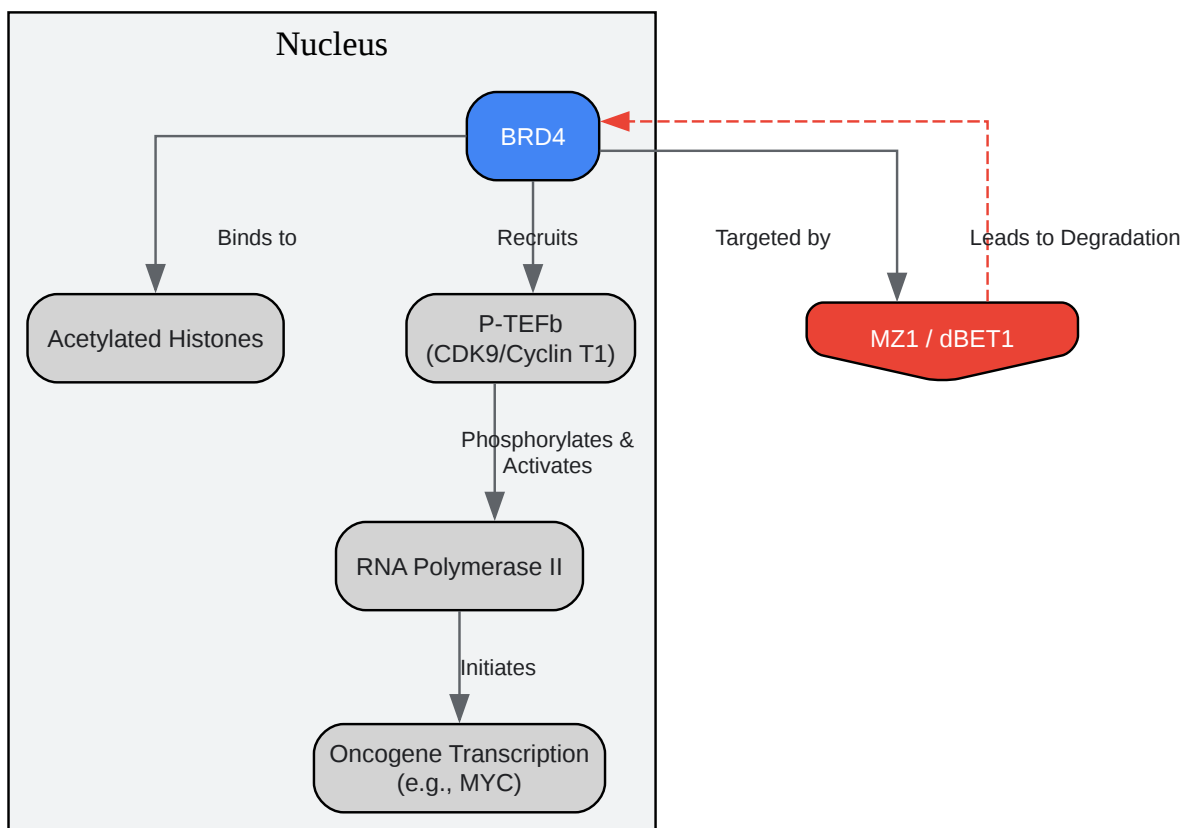 Nucleus
BRD4
Binds to
Recruits
Targeted by
Leads to Degradation
Acetylated Histones
P-TEFb
(CDK9/Cyclin T1)
MZ1 / dBET1
Phosphorylates &
Activates
RNA Polymerase II
Initiates
Oncogene Transcription
(e.g., MYC)